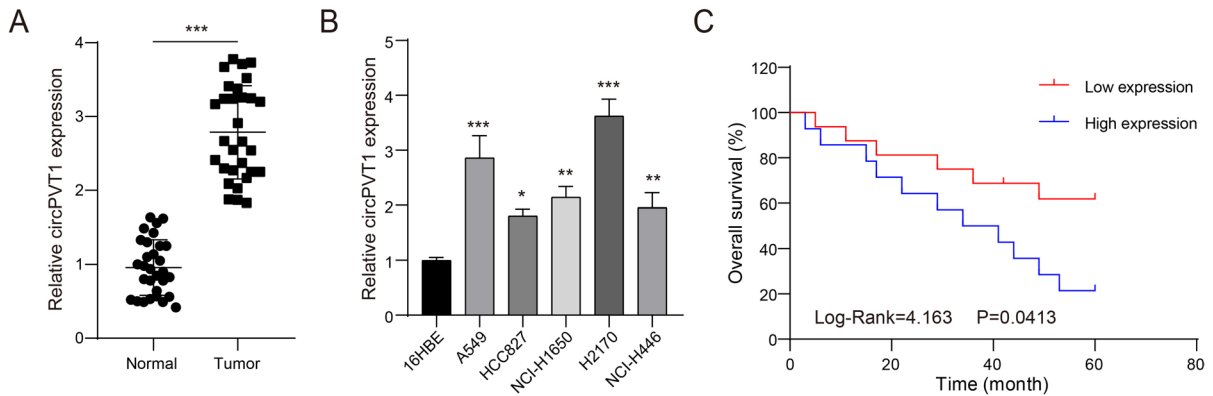 A
Relative circPVT1 expression
4
3
2
1
0
***
Normal
Tumor
B
Relative circPVT1 expression
5
4
3
2
1
0
***
*
**
***
**
16HBE
A549
HCC827
NCI-H1650
H2170
NCI-H446
C
Overall survival (%)
120
100
80
60
40
20
0
Low expression
High expression
Log-Rank=4.163 P=0.0413
0
20
40
60
80
Time (month)